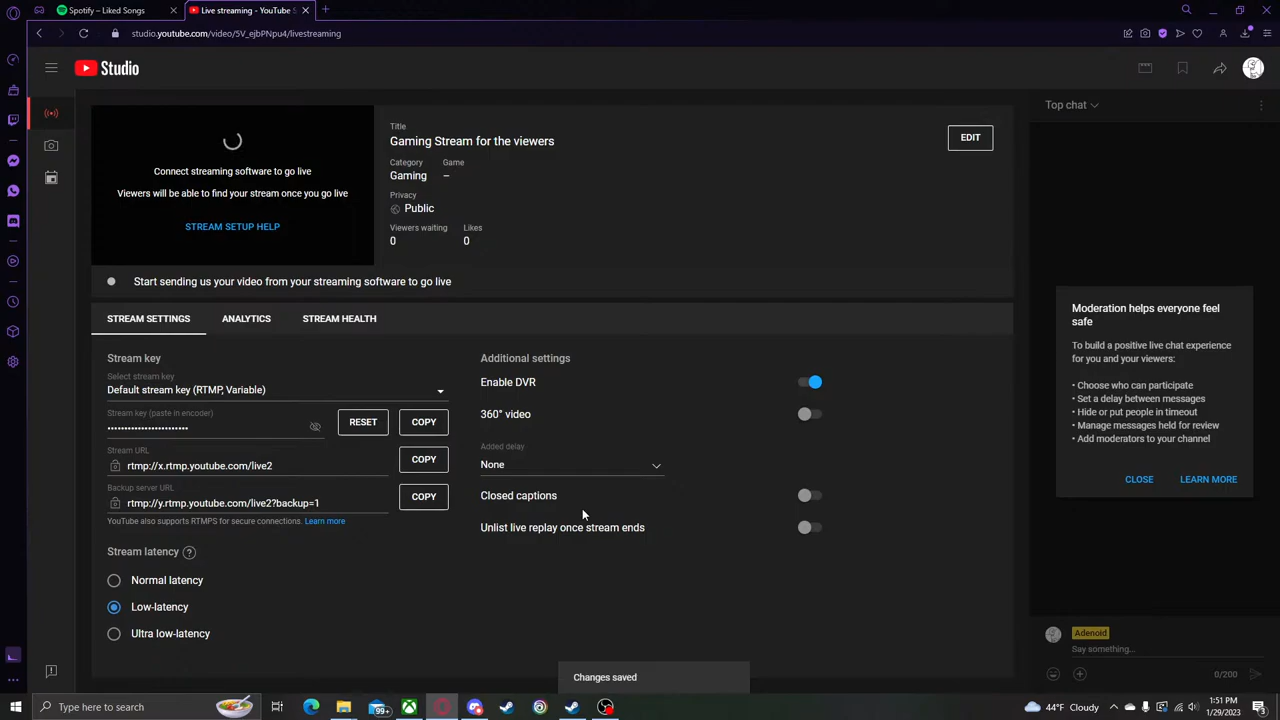 Spotify – Liked Songs
Live streaming - YouTube S
studio.youtube.com/video/5V_ejbPNpu4/livestreaming
Studio
Connect streaming software to go live
Viewers will be able to find your stream once you go live
STREAM SETUP HELP
Title
Gaming Stream for the viewers
EDIT
Category Game
Gaming –
Privacy
Public
Viewers waiting Likes
0 0
Start sending us your video from your streaming software to go live
STREAM SETTINGS ANALYTICS STREAM HEALTH
Stream key
Select stream key
Default stream key (RTMP, Variable)
Stream key (paste in encoder)
••••••••••••••••••••••••
RESET COPY
Stream URL
rtmp://x.rtmp.youtube.com/live2
COPY
Backup server URL
rtmp://y.rtmp.youtube.com/live2?backup=1
COPY
YouTube also supports RTMPS for secure connections. Learn more
Stream latency ?
Normal latency
Low-latency
Ultra low-latency
Additional settings
Enable DVR
360° video
Added delay
None
Closed captions
Unlist live replay once stream ends
Changes saved
Top chat
Moderation helps everyone feel
safe
To build a positive live chat experience
for you and your viewers:
• Choose who can participate
• Set a delay between messages
• Hide or put people in timeout
• Manage messages held for review
• Add moderators to your channel
CLOSE LEARN MORE
Adenoid
Say something...
0/200
Type here to search
99+
44°F Cloudy
1:51 PM
1/29/2023